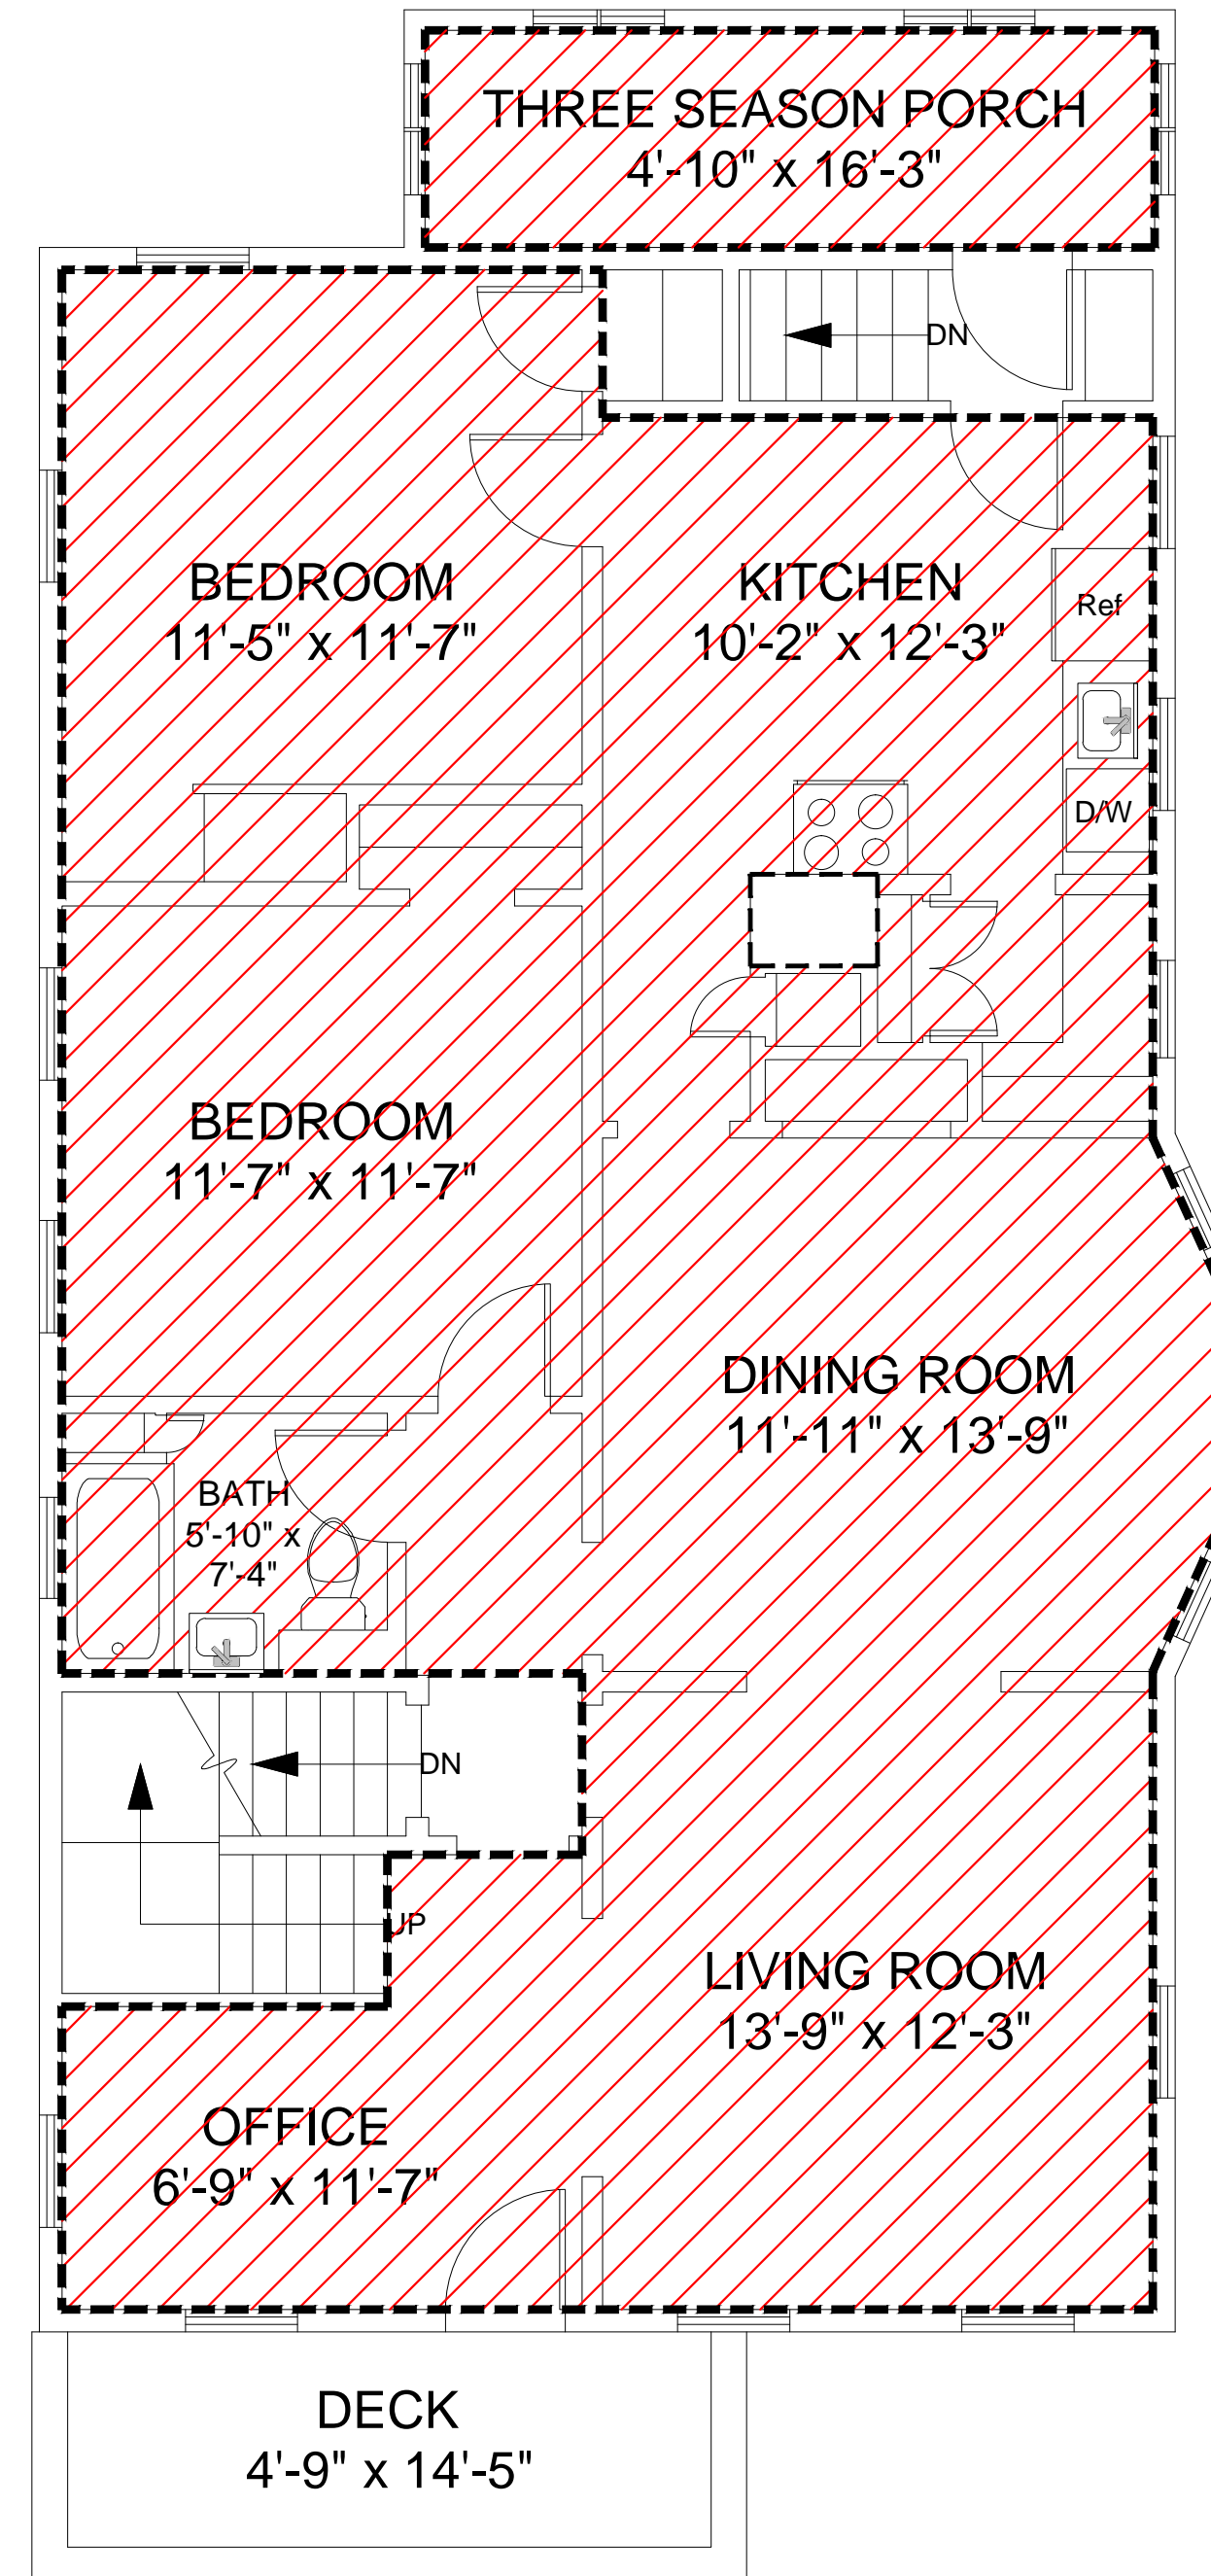 THREE SEASON PORCH
4'-10" x 16'-3"
DN
BEDROOM
11'-5" x 11'-7"
KITCHEN
10'-2" x 12'-3"
Ref
D/W
BEDROOM
11'-7" x 11'-7"
DINING ROOM
11'-11" x 13'-9"
BATH
5'-10" x
7'-4"
DN
UP
LIVING ROOM
13'-9" x 12'-3"
OFFICE
6'-9" x 11'-7"
DECK
4'-9" x 14'-5"